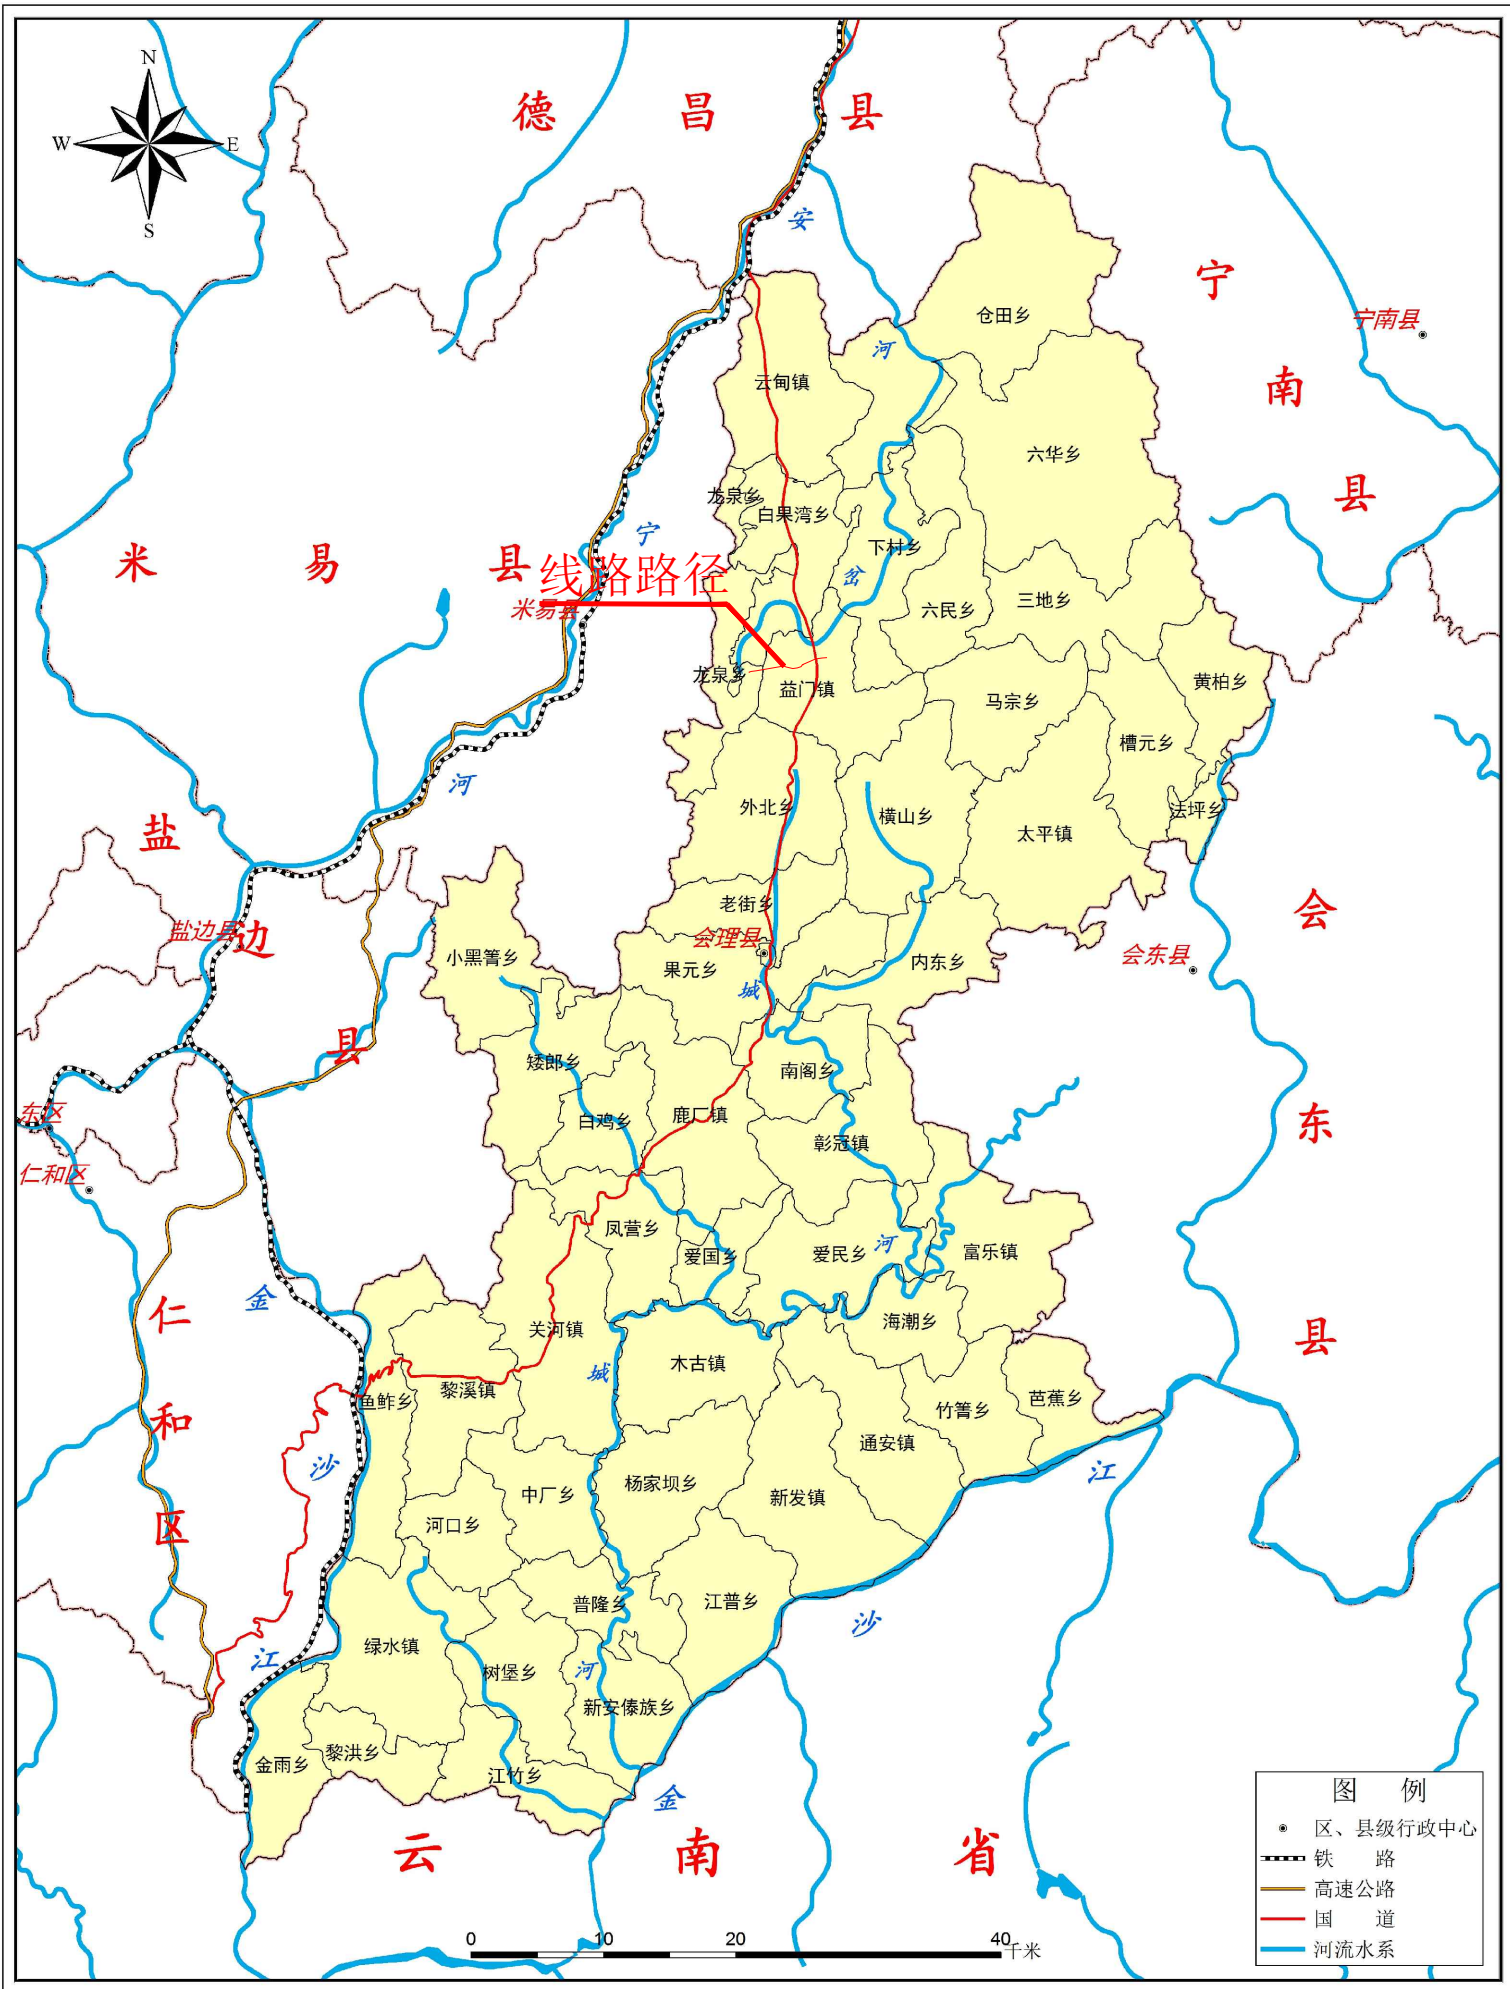 N
W
E
S
德昌县
安
宁
宁南县
仓田乡
河
南
云甸镇
六华乡
县
龙泉乡
白果湾乡
宁
下村乡
米易县
线路路径
岔
米易县
六民乡
三地乡
龙泉乡
益门镇
黄柏乡
马宗乡
槽元乡
河
外北乡
横山乡
法坪乡
盐
太平镇
老街乡
会
盐边县
边
会理县
小黑箐乡
果元乡
内东乡
会东县
城
县
矮郎乡
南阁乡
东区
白鸡乡
鹿厂镇
东
彰冠镇
仁和区
凤营乡
爱国乡
爱民乡
河
富乐镇
金
仁
关河镇
海潮乡
县
木古镇
城
黎溪镇
鱼鲊乡
芭蕉乡
和
竹箐乡
通安镇
沙
江
杨家坝乡
中厂乡
新发镇
区
河口乡
江普乡
普隆乡
沙
绿水镇
江
树堡乡
河
新安傣族乡
黎洪乡
金雨乡
江竹乡
金
云南省
图 例
区、县级行政中心
铁 路
高速公路
国 道
河流水系
0 10 20 40
千米